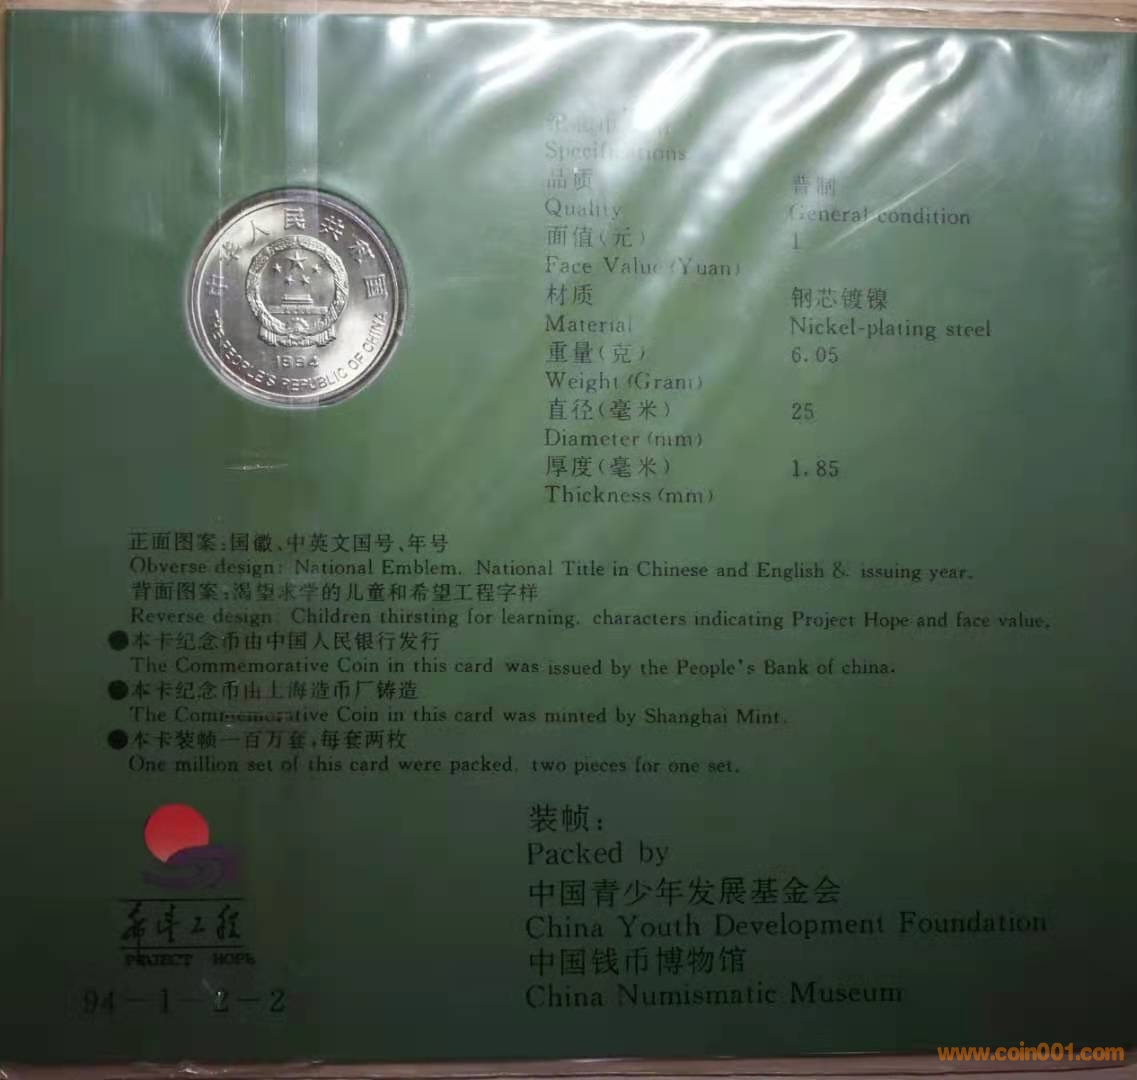 中华人民共和国
1994
THE PEOPLE'S REPUBLIC OF CHINA
Specifications
品质 普制
Quality General condition
面值(元) 1
Face Value (Yuan)
材质 钢芯镀镍
Material Nickel-plating steel
重量(克) 6.05
Weight (Gram)
直径(毫米) 25
Diameter (mm)
厚度(毫米) 1.85
Thickness (mm)
正面图案:国徽、中英文国号、年号
Obverse design: National Emblem. National Title in Chinese and English & issuing year.
背面图案:渴望求学的儿童和希望工程字样
Reverse design: Children thirsting for learning. characters indicating Project Hope and face value.
●本卡纪念币由中国人民银行发行
The Commemorative Coin in this card was issued by the People's Bank of china.
●本卡纪念币由上海造币厂铸造
The Commemorative Coin in this card was minted by Shanghai Mint.
●本卡装帧一百万套,每套两枚
One million set of this card were packed. two pieces for one set.
希望工程
PROJECT HOPE
94-1-2-2
装帧:
Packed by
中国青少年发展基金会
China Youth Development Foundation
中国钱币博物馆
China Numismatic Museum
www.coin001.com